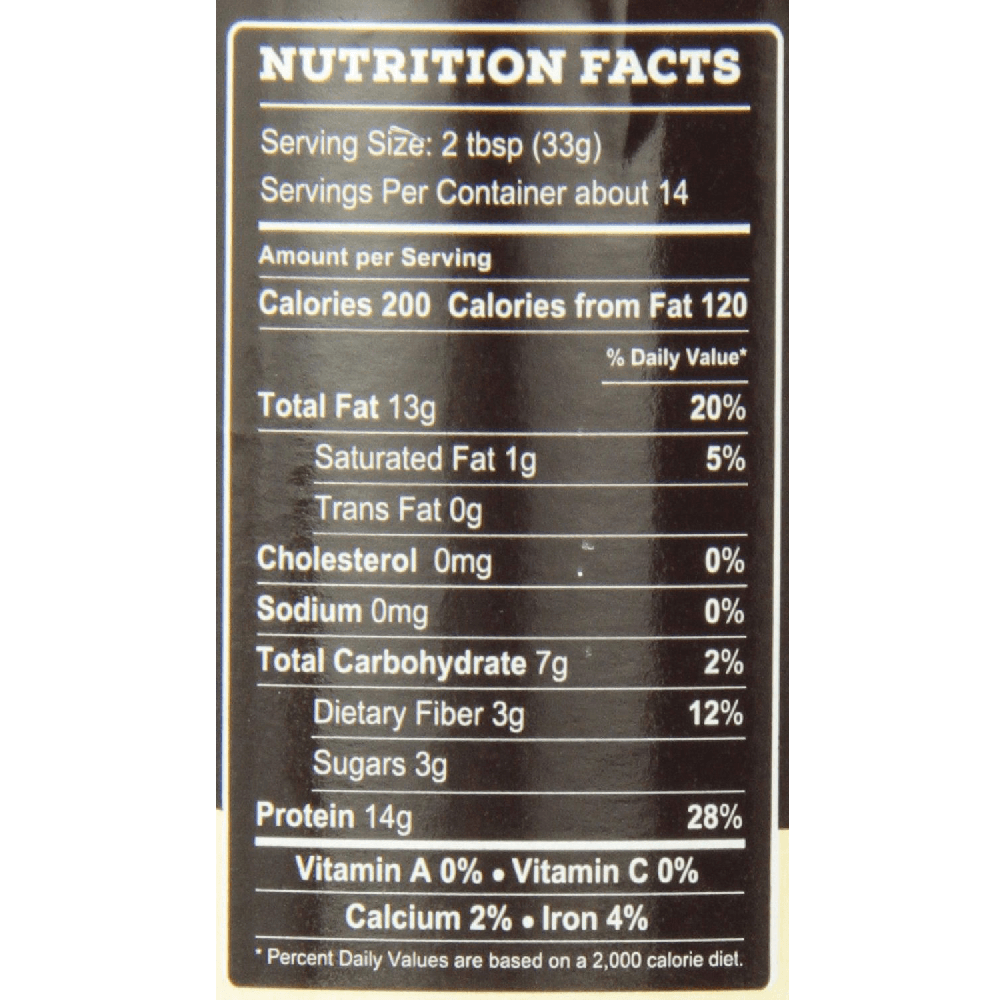 NUTRITION FACTS
Serving Size: 2 tbsp (33g)
Servings Per Container about 14
Amount per Serving
Calories 200 Calories from Fat 120
% Daily Value*
Total Fat 13g 20%
Saturated Fat 1g 5%
Trans Fat 0g
Cholesterol 0mg 0%
Sodium 0mg 0%
Total Carbohydrate 7g 2%
Dietary Fiber 3g 12%
Sugars 3g
Protein 14g 28%
Vitamin A 0% • Vitamin C 0%
Calcium 2% • Iron 4%
* Percent Daily Values are based on a 2,000 calorie diet.